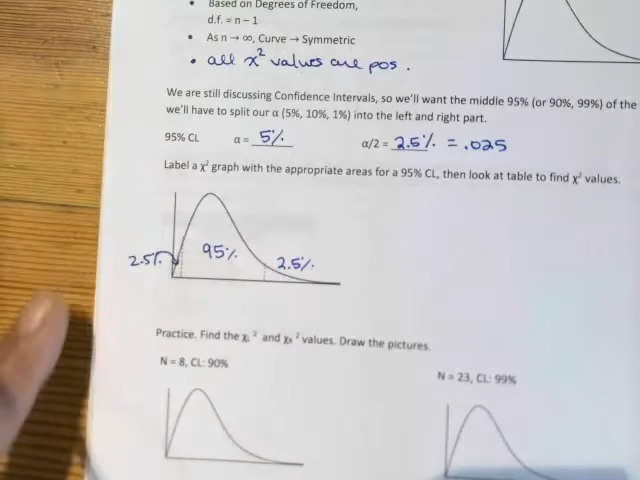 • Based on Degrees of Freedom,
d.f. = n – 1
• As n → ∞, Curve → Symmetric
• all χ² values are pos.
We are still discussing Confidence Intervals, so we'll want the middle 95% (or 90%, 99%) of the
we'll have to split our α (5%, 10%, 1%) into the left and right part.
95% CL α = 5% α/2 = 2.5% = .025
Label a χ² graph with the appropriate areas for a 95% CL, then look at table to find χ² values.
2.5% 95% 2.5%
Practice. Find the χL² and χR² values. Draw the pictures.
N = 8, CL: 90% N = 23, CL: 99%